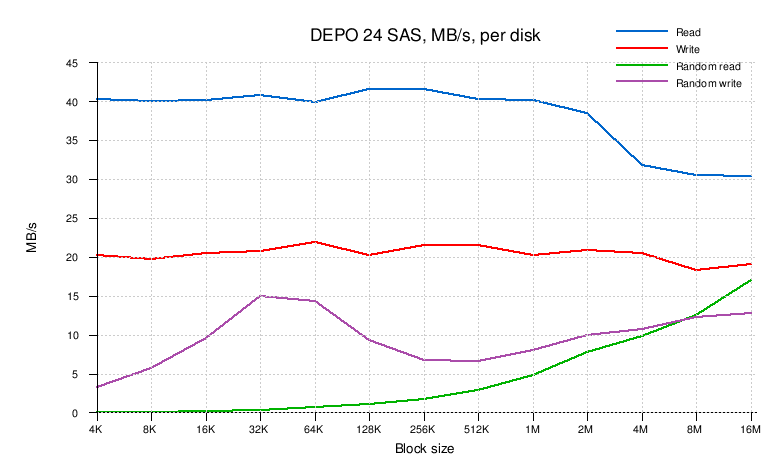 DEPO 24 SAS, MB/s, per disk
Read
Write
Random read
Random write
45
40
35
30
25
20
15
10
5
0
MB/s
4K 8K 16K 32K 64K 128K 256K 512K 1M 2M 4M 8M 16M
Block size